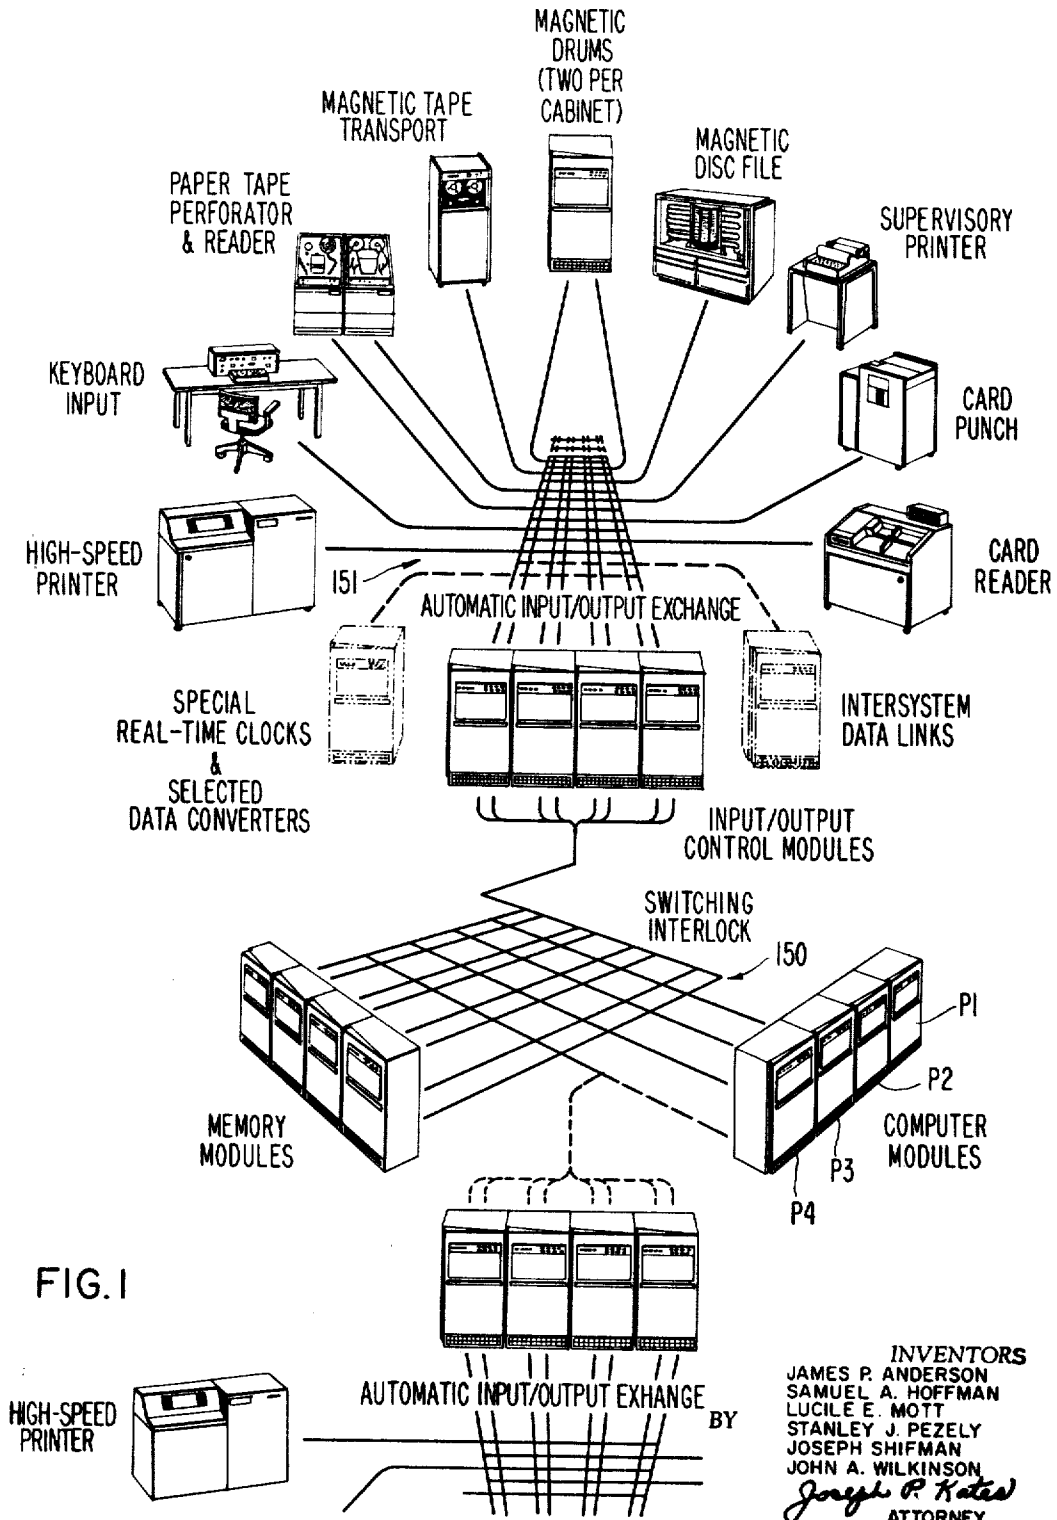 MAGNETIC
DRUMS
(TWO PER
CABINET)
MAGNETIC TAPE
TRANSPORT
MAGNETIC
DISC FILE
PAPER TAPE
PERFORATOR
& READER
SUPERVISORY
PRINTER
KEYBOARD
INPUT
CARD
PUNCH
HIGH-SPEED
PRINTER
CARD
READER
151
AUTOMATIC INPUT/OUTPUT EXCHANGE
SPECIAL
REAL-TIME CLOCKS
&
SELECTED
DATA CONVERTERS
INTERSYSTEM
DATA LINKS
INPUT/OUTPUT
CONTROL MODULES
SWITCHING
INTERLOCK
150
P1
P2
P3
P4
MEMORY
MODULES
COMPUTER
MODULES
FIG. 1
HIGH-SPEED
PRINTER
AUTOMATIC INPUT/OUTPUT EXHANGE
INVENTORS
JAMES P. ANDERSON
SAMUEL A. HOFFMAN
LUCILE E. MOTT
STANLEY J. PEZELY
JOSEPH SHIFMAN
JOHN A. WILKINSON
BY
Joseph P. Kates
ATTORNEY